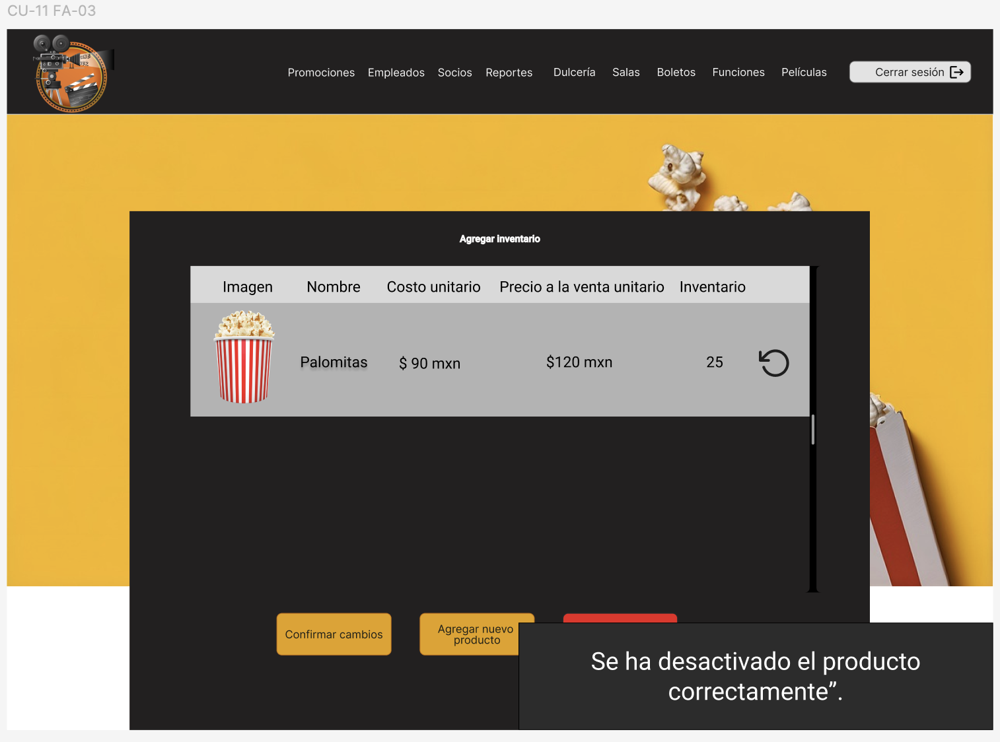 CU-11 FA-03
Promociones Empleados Socios Reportes Dulcería Salas Boletos Funciones Películas Cerrar sesión
Agregar inventario
Imagen Nombre Costo unitario Precio a la venta unitario Inventario
Palomitas $ 90 mxn $120 mxn 25
Confirmar cambios
Agregar nuevo
producto
Se ha desactivado el producto
correctamente”.